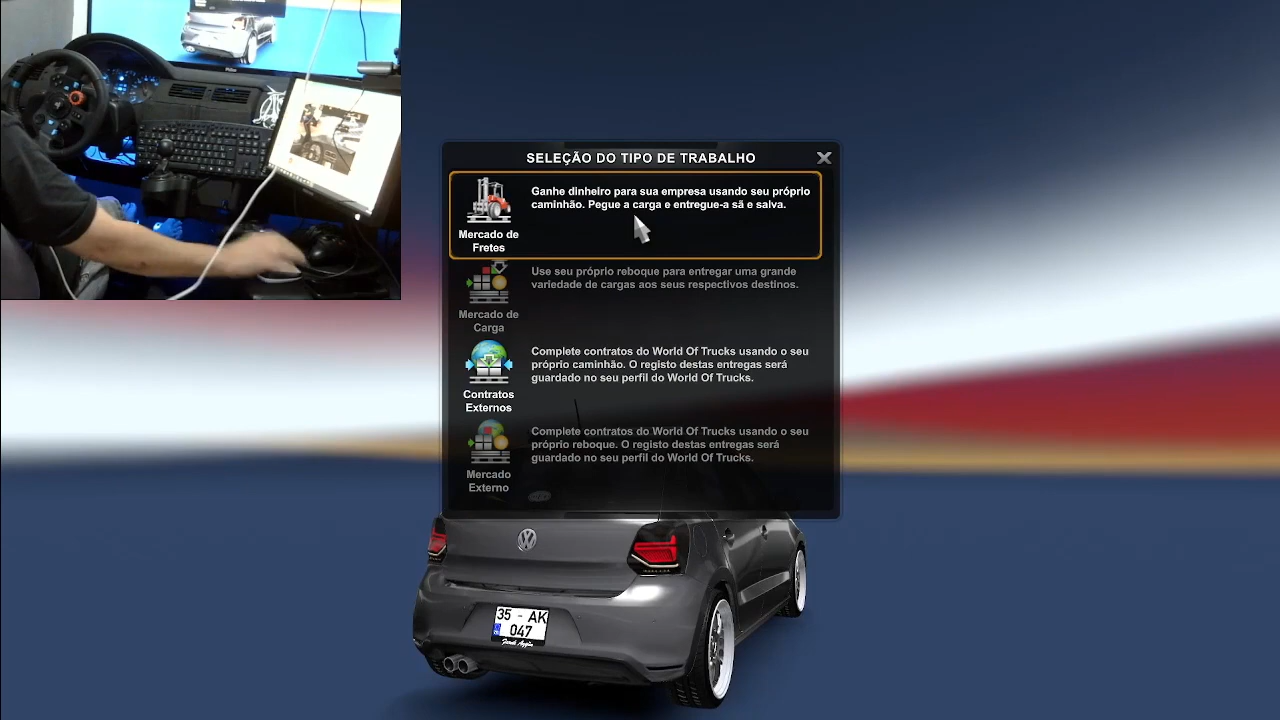 SELEÇÃO DO TIPO DE TRABALHO
Ganhe dinheiro para sua empresa usando seu próprio
caminhão. Pegue a carga e entregue-a sã e salva.
Mercado de
Fretes
Use seu próprio reboque para entregar uma grande
variedade de cargas aos seus respectivos destinos.
Mercado de
Carga
Complete contratos do World Of Trucks usando o seu
próprio caminhão. O registo destas entregas será
guardado no seu perfil do World Of Trucks.
Contratos
Externos
Complete contratos do World Of Trucks usando o seu
próprio reboque. O registo destas entregas será
guardado no seu perfil do World Of Trucks.
Mercado
Externo
35 - AK
047